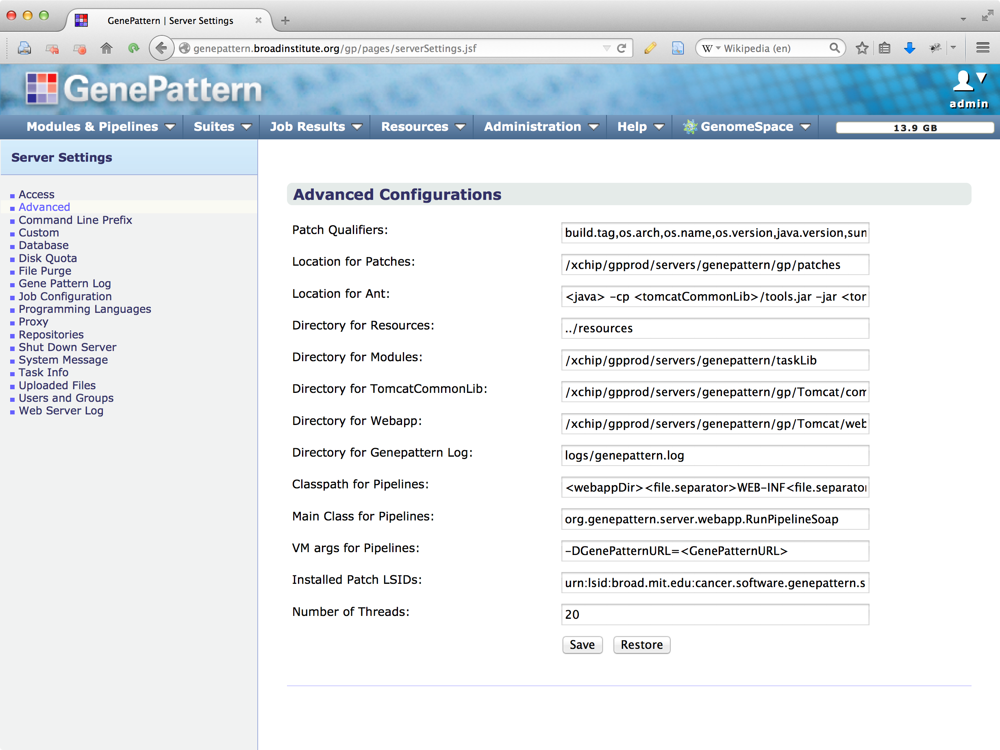 GenePattern | Server Settings
genepattern.broadinstitute.org/gp/pages/serverSettings.jsf
W Wikipedia (en)
GenePattern
admin
Modules & Pipelines Suites Job Results Resources Administration Help GenomeSpace 13.9 GB
Server Settings
Access
Advanced
Command Line Prefix
Custom
Database
Disk Quota
File Purge
Gene Pattern Log
Job Configuration
Programming Languages
Proxy
Repositories
Shut Down Server
System Message
Task Info
Uploaded Files
Users and Groups
Web Server Log
Advanced Configurations
Patch Qualifiers: build.tag,os.arch,os.name,os.version,java.version,sun
Location for Patches: /xchip/gpprod/servers/genepattern/gp/patches
Location for Ant: <java> -cp <tomcatCommonLib>/tools.jar -jar <tor
Directory for Resources: ../resources
Directory for Modules: /xchip/gpprod/servers/genepattern/taskLib
Directory for TomcatCommonLib: /xchip/gpprod/servers/genepattern/gp/Tomcat/com
Directory for Webapp: /xchip/gpprod/servers/genepattern/gp/Tomcat/web
Directory for Genepattern Log: logs/genepattern.log
Classpath for Pipelines: <webappDir><file.separator>WEB-INF<file.separator
Main Class for Pipelines: org.genepattern.server.webapp.RunPipelineSoap
VM args for Pipelines: -DGenePatternURL=<GenePatternURL>
Installed Patch LSIDs: urn:lsid:broad.mit.edu:cancer.software.genepattern.s
Number of Threads: 20
Save Restore